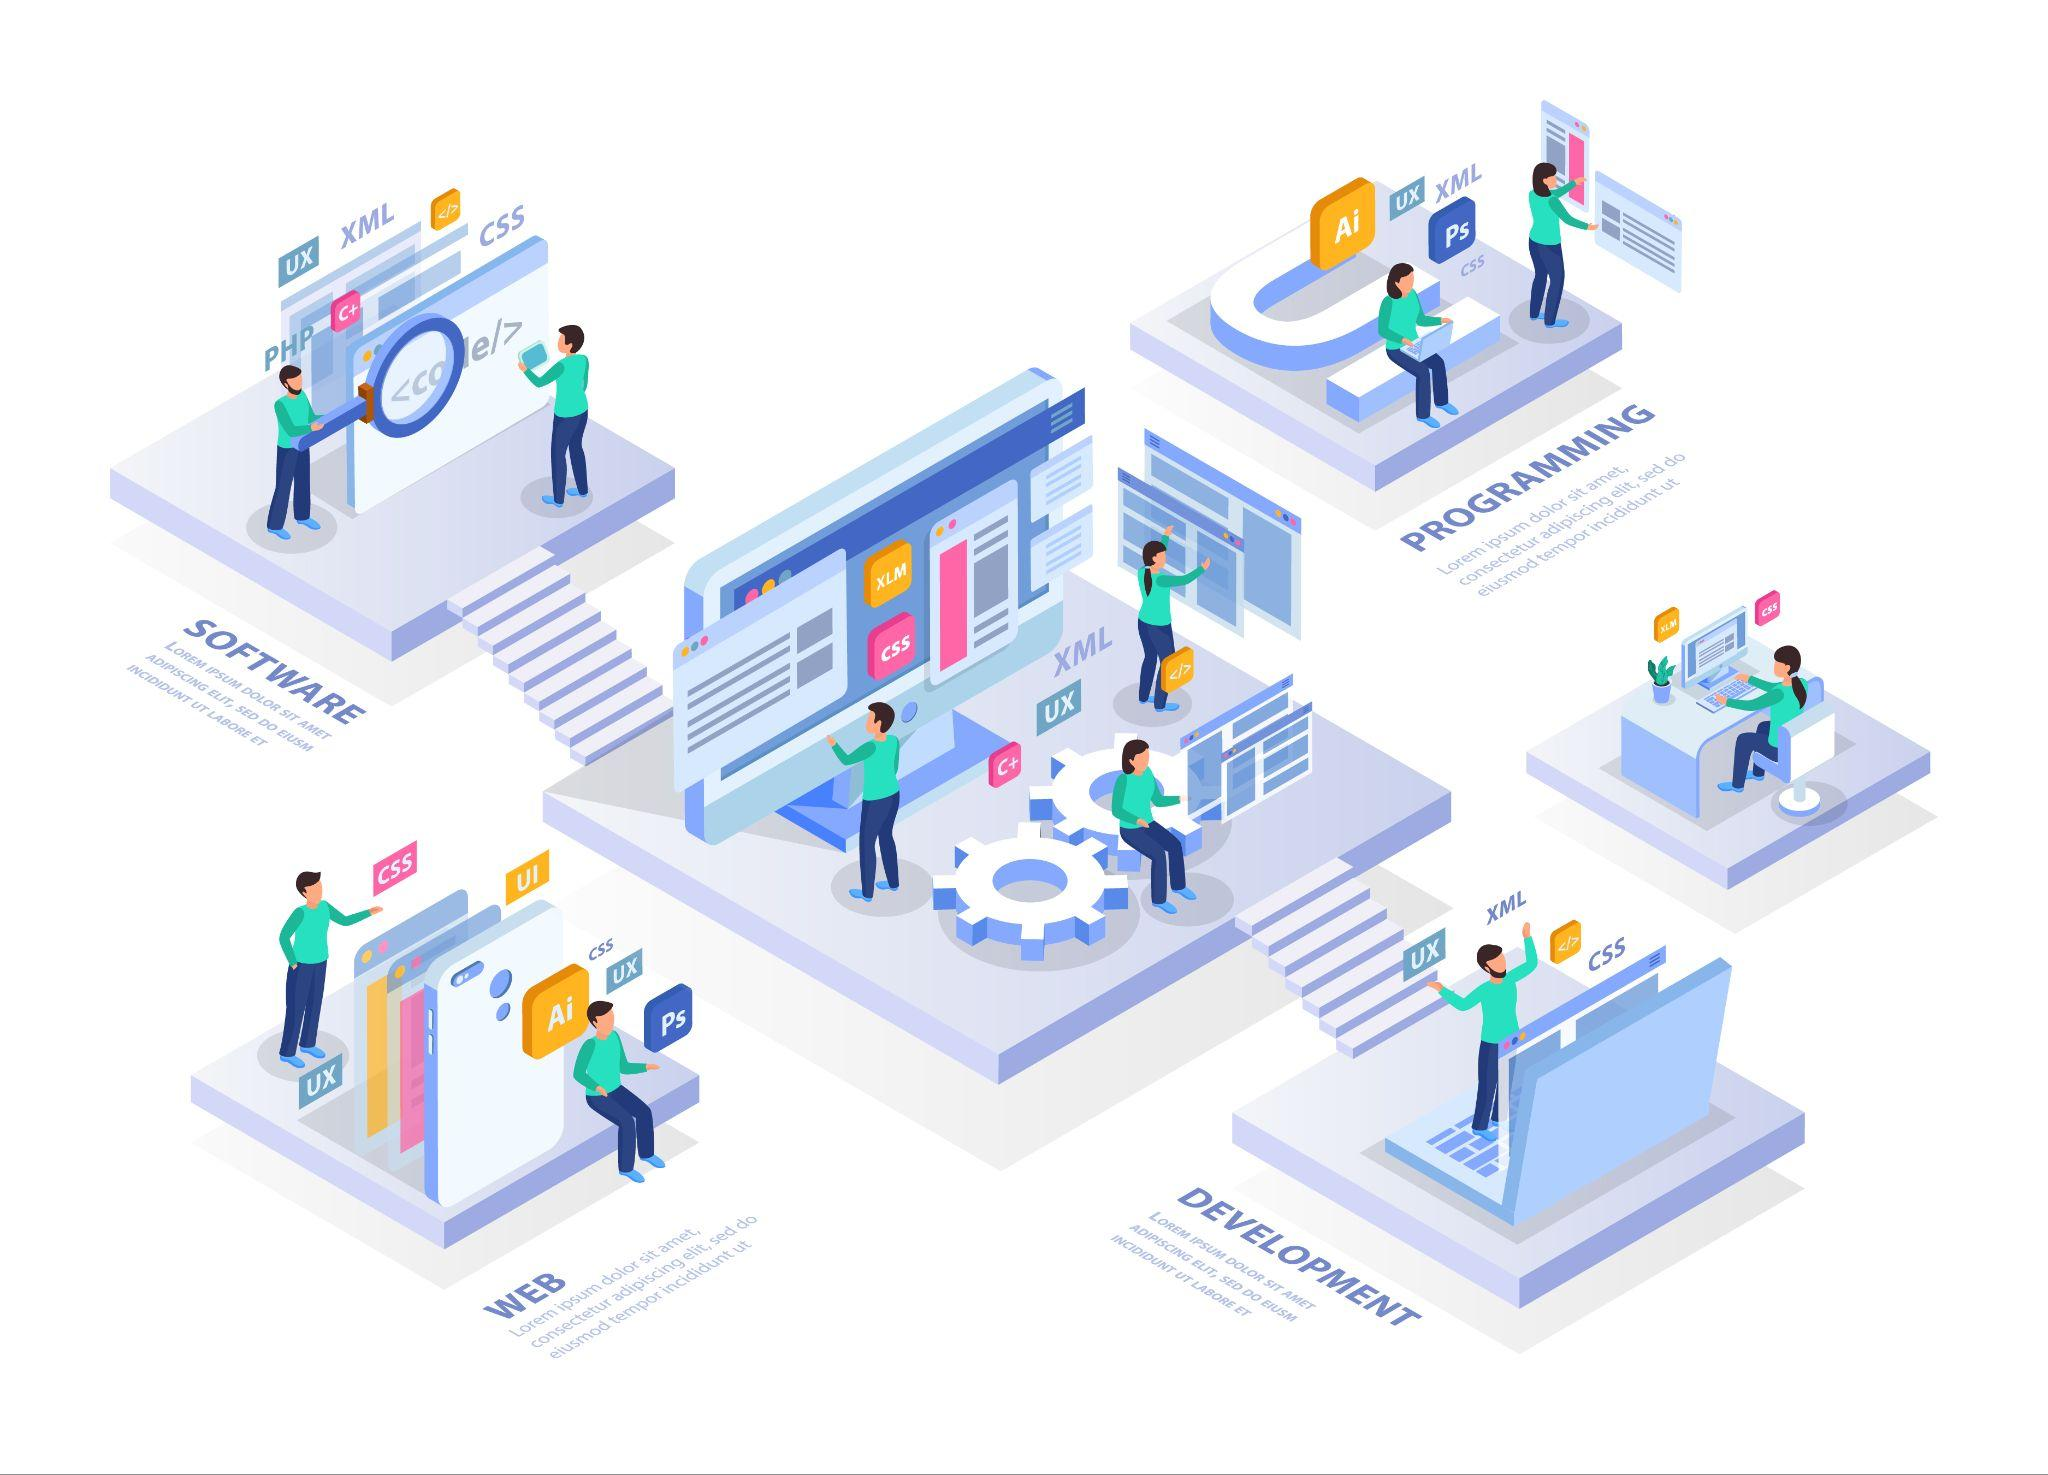 UX
XML
</>
CSS
PHP
C+
<code/>
SOFTWARE
LOREM IPSUM DOLOR SIT AMET
ADIPISCING ELIT, SED DO EIUSM
INCIDIDUNT UT LABORE ET
Ai
UX
XML
Ps
CSS
PROGRAMMING
Lorem ipsum dolor sit amet,
consectetur adipiscing elit, sed do
eiusmod tempor incididunt ut
XLM
CSS
XML
UX
C+
</>
XLM
CSS
CSS
UI
CSS
UX
Ai
Ps
UX
WEB
Lorem ipsum dolor sit amet,
consectetur adipiscing elit, sed do
eiusmod tempor incididunt ut
XML
UX
</>
CSS
DEVELOPMENT
LOREM IPSUM DOLOR SIT AMET
ADIPISCING ELIT, SED DO EIUSM
INCIDIDUNT UT LABORE ET